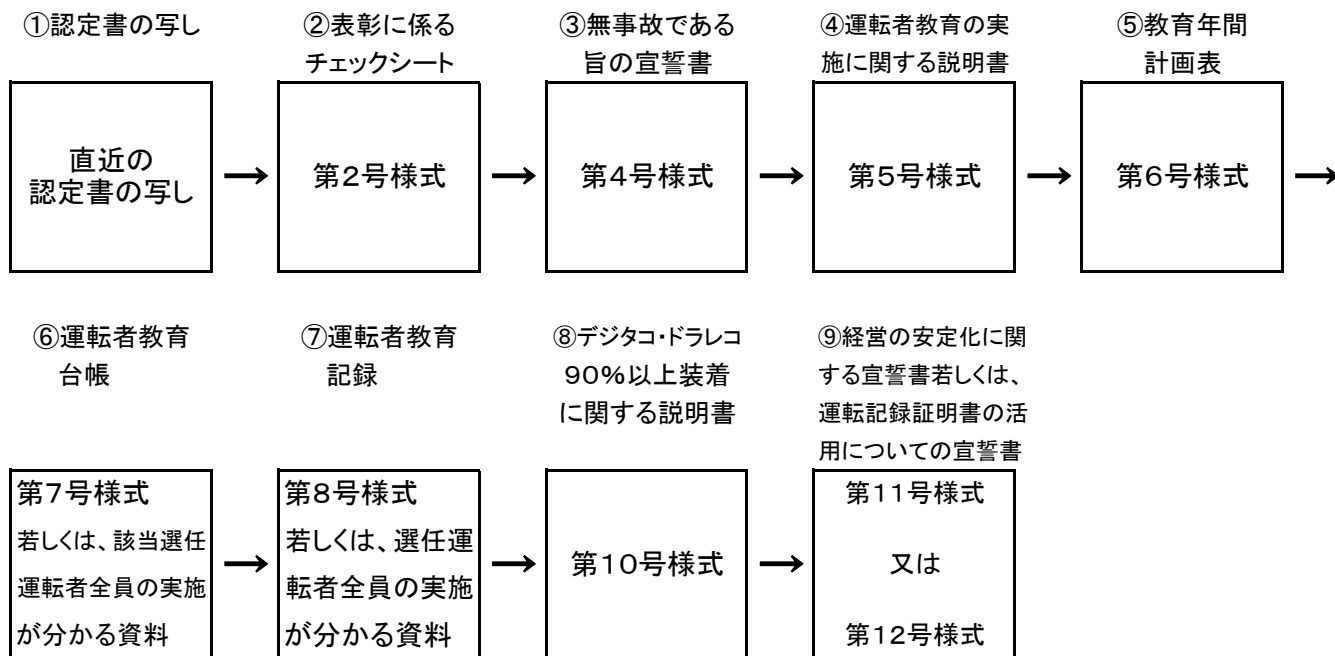 ①認定書の写し
②表彰に係る
チェックシート
③無事故である
旨の宣誓書
④運転者教育の実
施に関する説明書
⑤教育年間
計画表
直近の
認定書の写し
→
第2号様式
→
第4号様式
→
第5号様式
→
第6号様式
→
⑥運転者教育
台帳
⑦運転者教育
記録
⑧デジタコ・ドラレコ
90%以上装着
に関する説明書
⑨経営の安定化に関
する宣誓書若しくは、
運転記録証明書の活
用についての宣誓書
第7号様式
若しくは、該当選任
運転者全員の実施
が分かる資料
→
第8号様式
若しくは、選任運
転者全員の実施
が分かる資料
→
第10号様式
→
第11号様式
又は
第12号様式